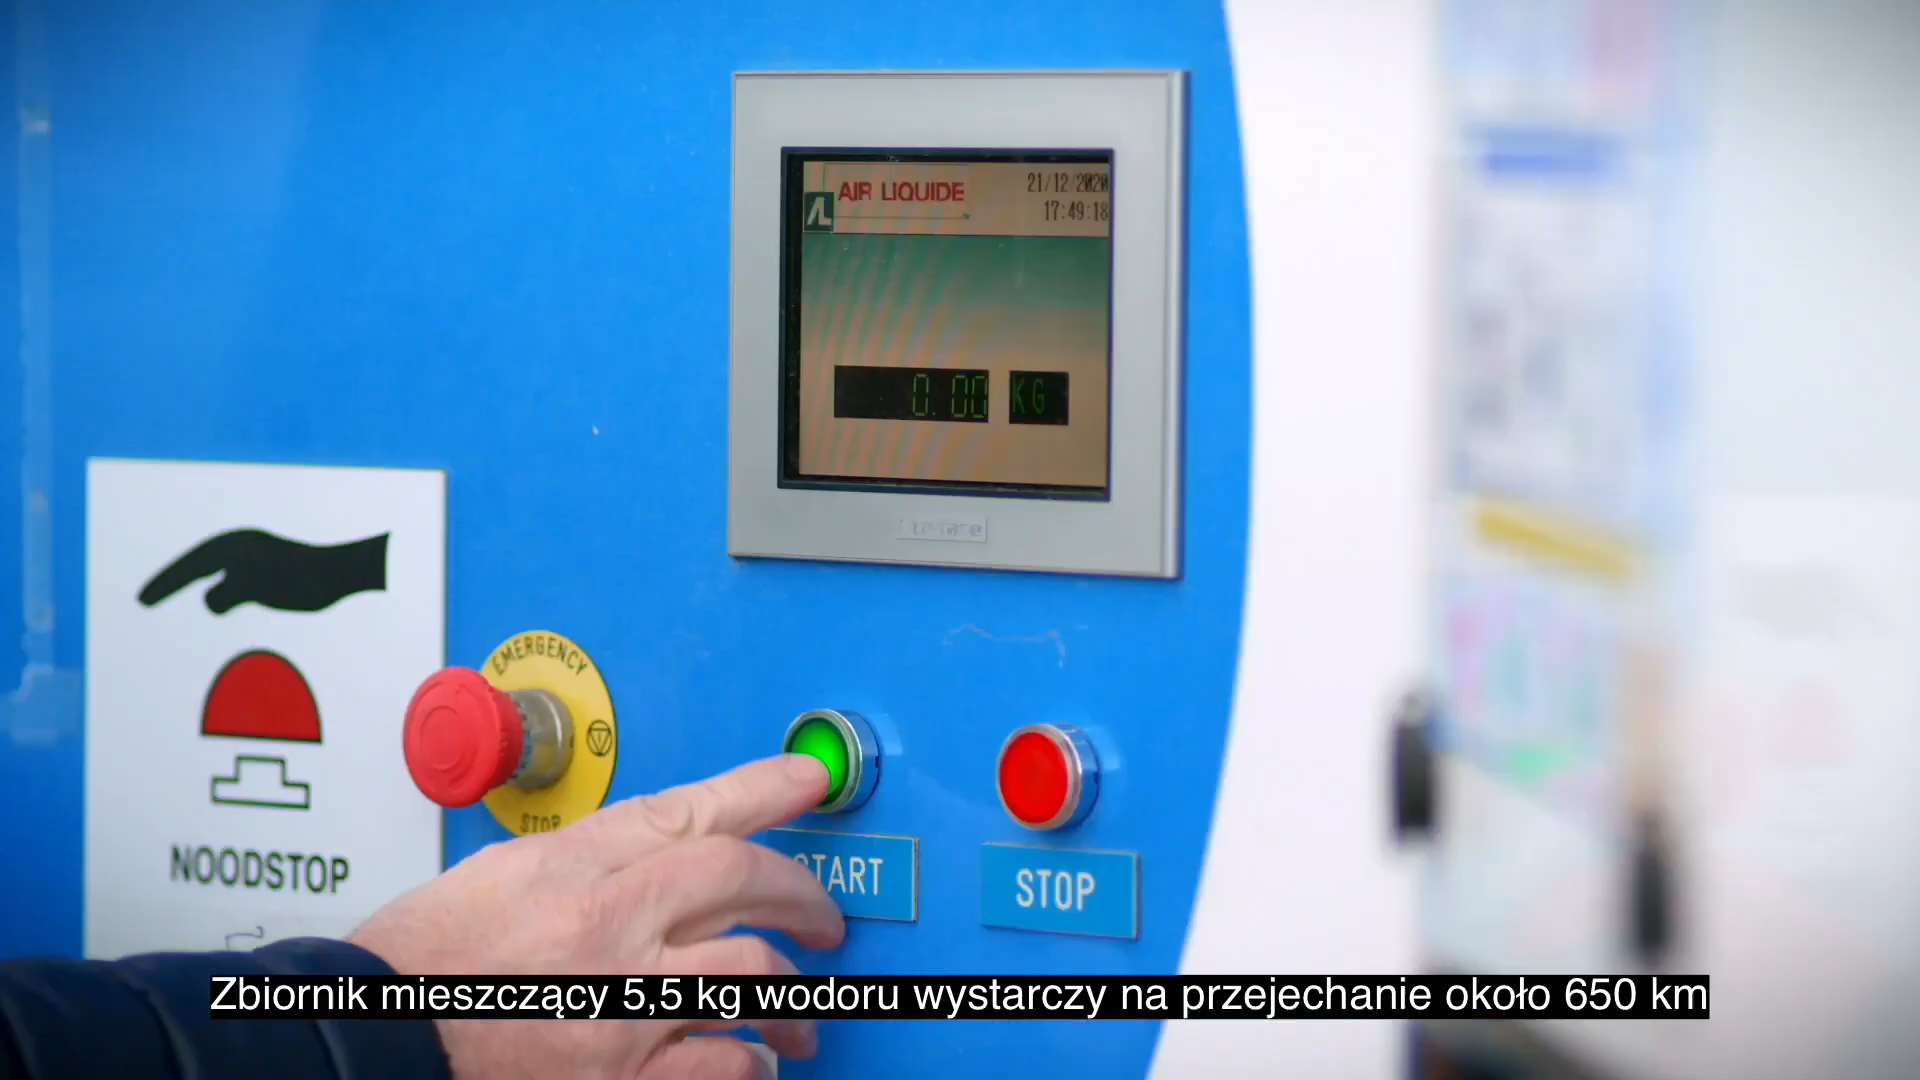 AIR LIQUIDE
21/12/2020
17:49:18
0.00 KG
EMERGENCY
STOP
NOODSTOP
START
STOP
Zbiornik mieszczący 5,5 kg wodoru wystarczy na przejechanie około 650 km